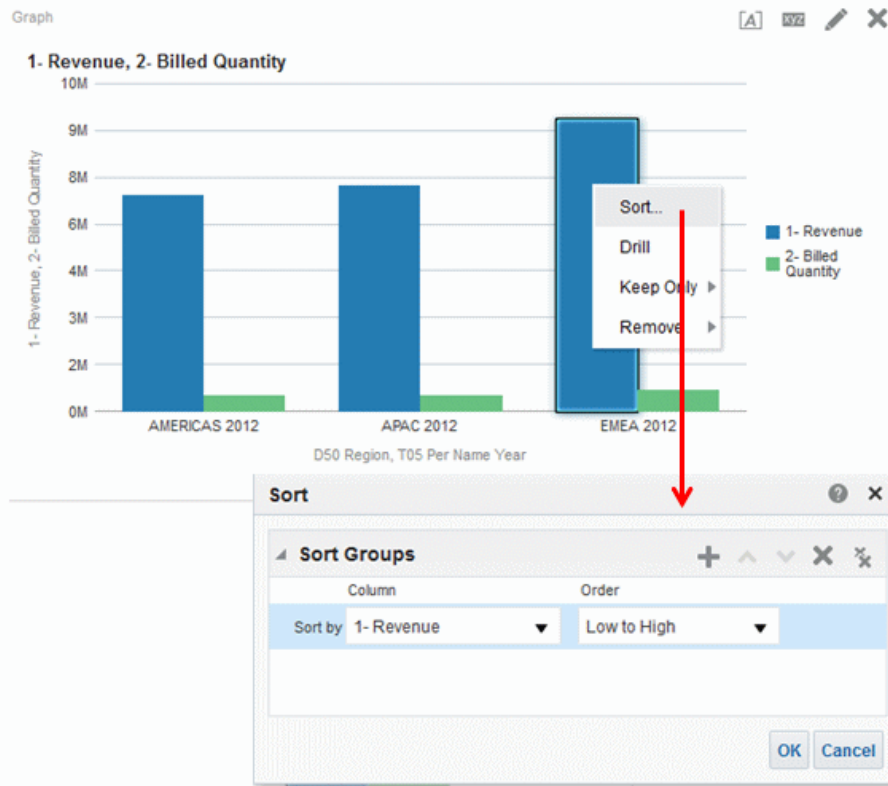 Graph
[A] xyz
1- Revenue, 2- Billed Quantity
10M
9M
8M
6M
4M
3M
2M
0M
1- Revenue, 2- Billed Quantity
Sort...
Drill
Keep Only
Remove
1- Revenue
2- Billed
Quantity
AMERICAS 2012 APAC 2012 EMEA 2012
D50 Region, T05 Per Name Year
Sort ?
Sort Groups
Column Order
Sort by 1- Revenue Low to High
OK Cancel